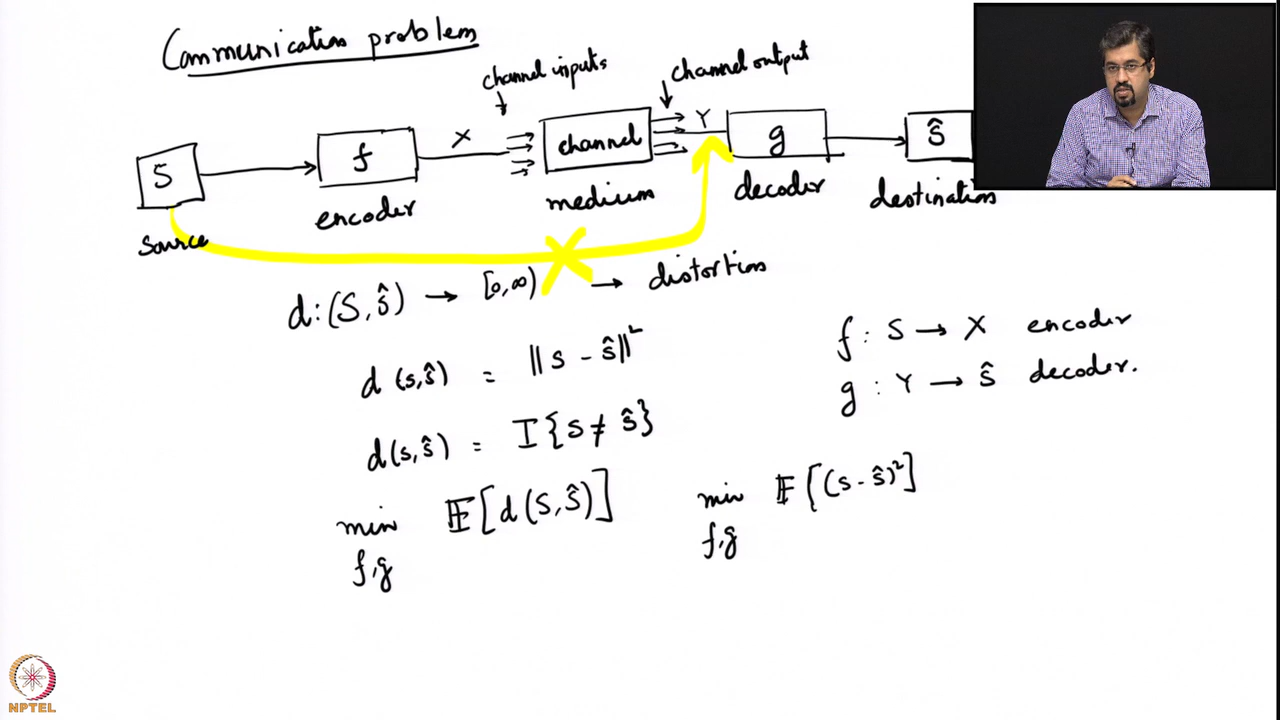 Communication problem
channel inputs
channel output
S
f
X
channel
Y
g
ŝ
source
encoder
medium
decoder
destination
d : (S, ŝ) → [0, ∞) → distortion
f : S → X encoder
d (s, ŝ) = || s - ŝ ||²
g : Y → ŝ decoder.
d(s, ŝ) = I { s ≠ ŝ }
min E [ d (S, Ŝ) ]
f, g
min E [ (s - ŝ)² ]
f, g
NPTEL